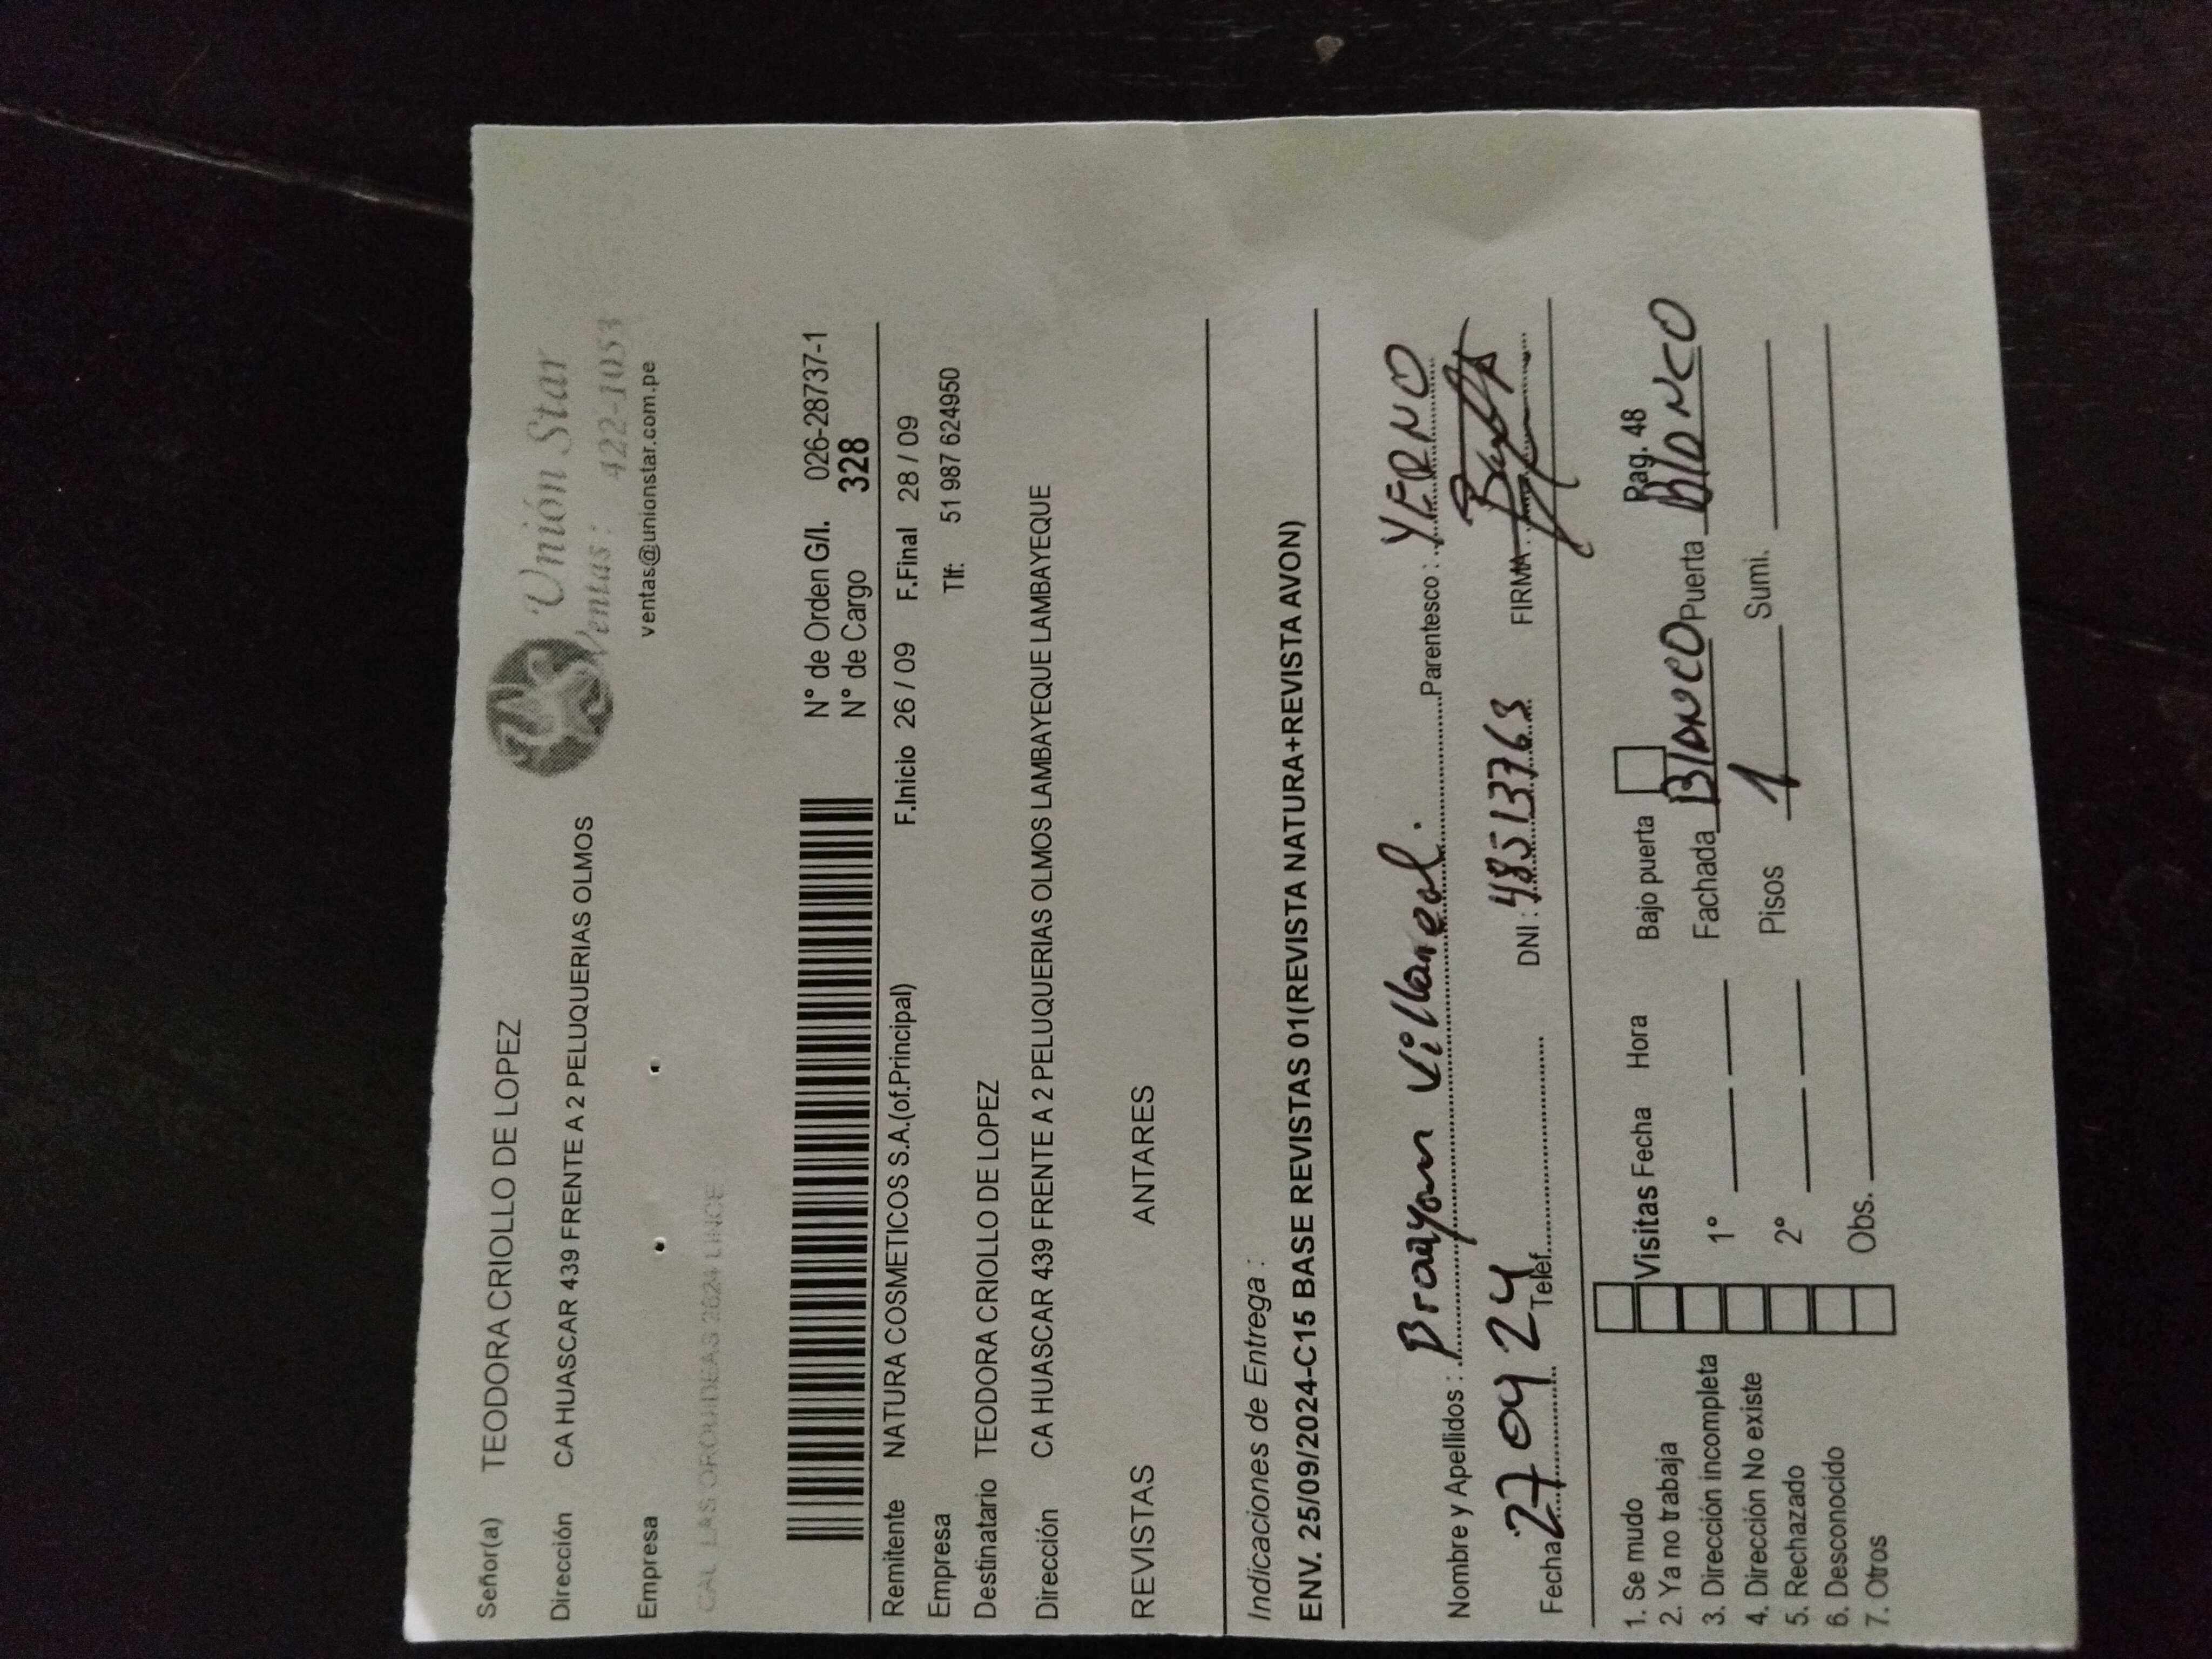 Señor(a) TEODORA CRIOLLO DE LOPEZ
Unión Star
Dirección CA HUASCAR 439 FRENTE A 2 PELUQUERIAS OLMOS
Ventas: 422-1053
Empresa
ventas@unionstar.com.pe
CAL LAS ORQUIDEAS 2624 LINCE
N° de Orden G/I. 026-28737-1
N° de Cargo 328
Remitente NATURA COSMETICOS S.A.(of.Principal) F.Inicio 26 / 09 F.Final 28 / 09
Empresa Tlf: 51 987 624950
Destinatario TEODORA CRIOLLO DE LOPEZ
Dirección CA HUASCAR 439 FRENTE A 2 PELUQUERIAS OLMOS LAMBAYEQUE LAMBAYEQUE
REVISTAS ANTARES
Indicaciones de Entrega :
ENV. 25/09/2024-C15 BASE REVISTAS 01(REVISTA NATURA+REVISTA AVON)
Nombre y Apellidos : Brayam Villareal. Parentesco : YERNO
Fecha 27 09 24 Telef. DNI : 48513763 FIRMA
Pag. 48
1. Se mudo
2. Ya no trabaja
3. Dirección incompleta
4. Dirección No existe
5. Rechazado
6. Desconocido
7. Otros
Visitas Fecha Hora Bajo puerta
1° Fachada BLANCO Puerta BLANCO
2° Pisos 1 Sumi.
Obs.